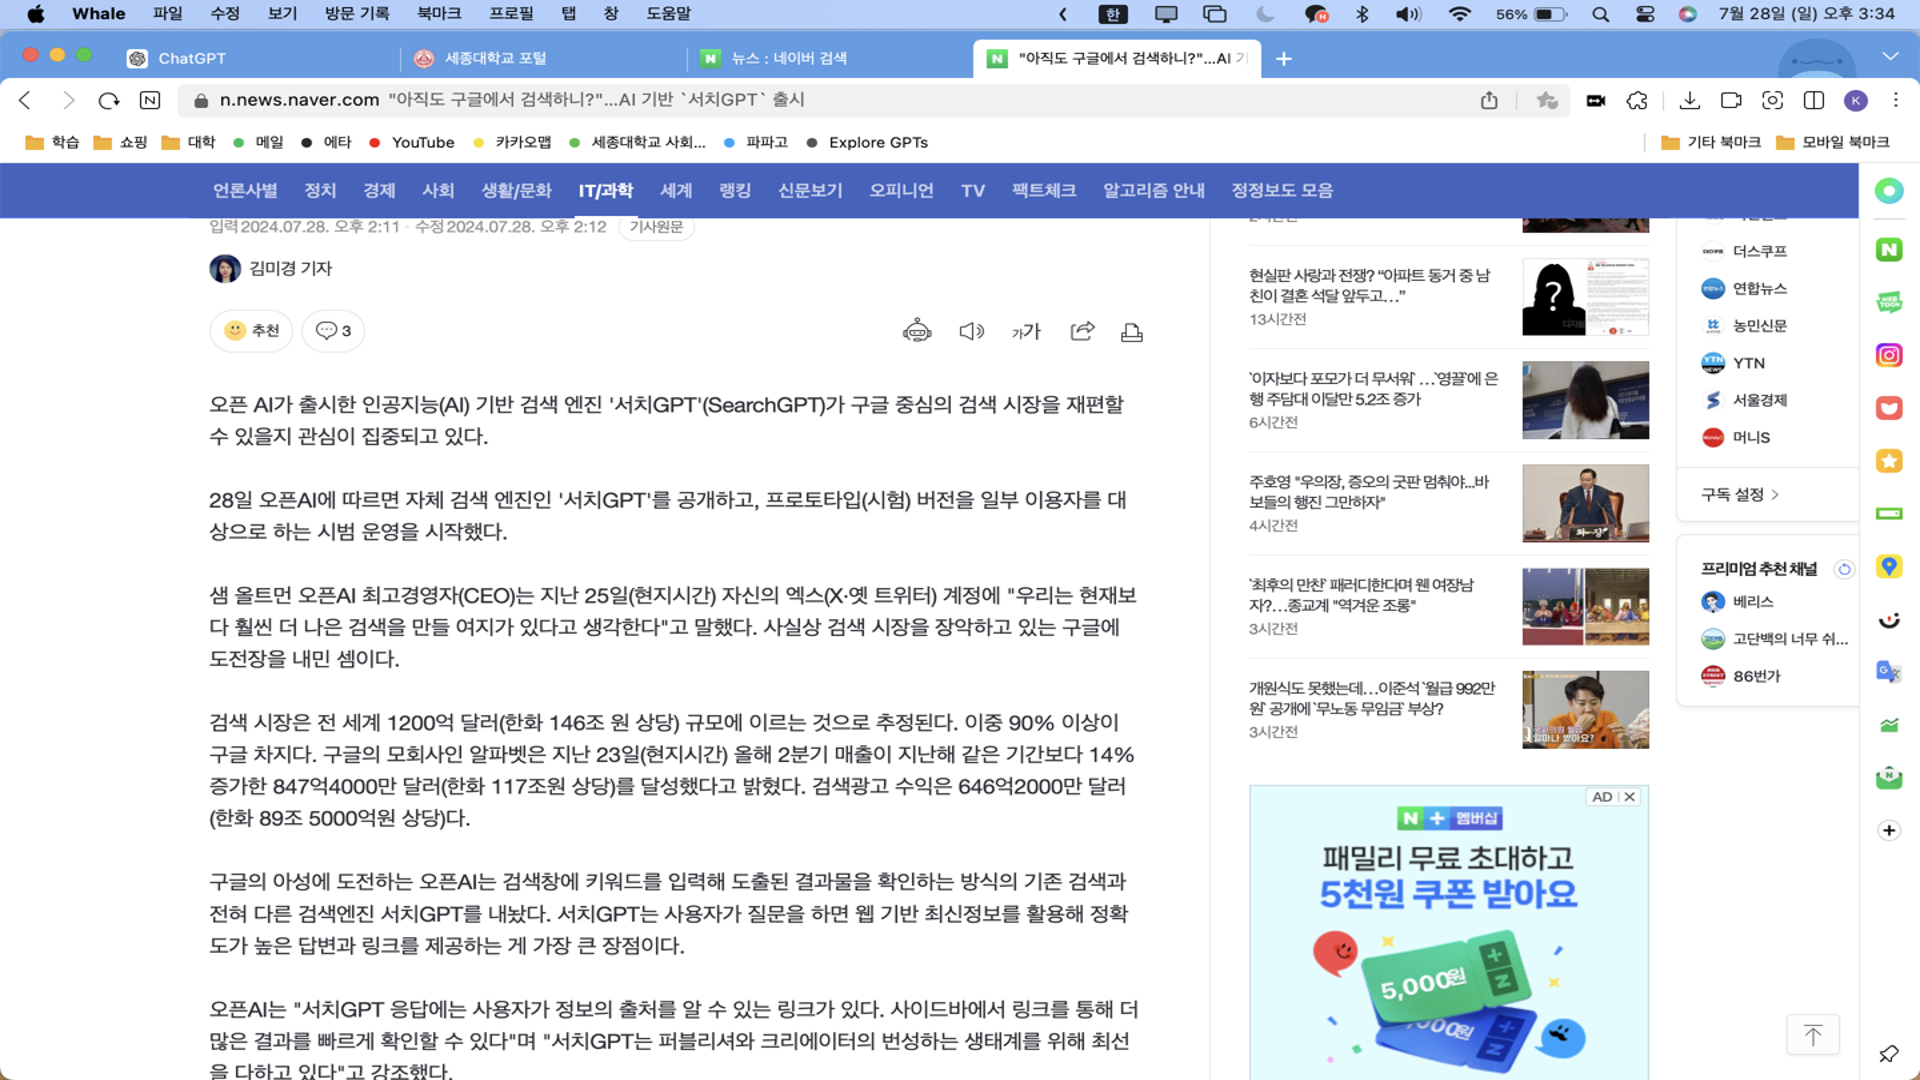 Whale 파일 수정 보기 방문 기록 북마크 프로필 탭 창 도움말 한 56% 7월 28일 (일) 오후 3:34
ChatGPT 세종대학교 포털 뉴스 : 네이버 검색 "아직도 구글에서 검색하니?"...AI 기
n.news.naver.com "아직도 구글에서 검색하니?"...AI 기반 `서치GPT` 출시 K
학습 쇼핑 대학 메일 에타 YouTube 카카오맵 세종대학교 사회... 파파고 Explore GPTs 기타 북마크 모바일 북마크
언론사별 정치 경제 사회 생활/문화 IT/과학 세계 랭킹 신문보기 오피니언 TV 팩트체크 알고리즘 안내 정정보도 모음
입력 2024.07.28. 오후 2:11 · 수정 2024.07.28. 오후 2:12 기사원문
김미경 기자
추천 3
가가
오픈 AI가 출시한 인공지능(AI) 기반 검색 엔진 '서치GPT'(SearchGPT)가 구글 중심의 검색 시장을 재편할
수 있을지 관심이 집중되고 있다.
28일 오픈AI에 따르면 자체 검색 엔진인 '서치GPT'를 공개하고, 프로토타입(시험) 버전을 일부 이용자를 대
상으로 하는 시범 운영을 시작했다.
샘 올트먼 오픈AI 최고경영자(CEO)는 지난 25일(현지시간) 자신의 엑스(X·옛 트위터) 계정에 "우리는 현재보
다 훨씬 더 나은 검색을 만들 여지가 있다고 생각한다"고 말했다. 사실상 검색 시장을 장악하고 있는 구글에
도전장을 내민 셈이다.
검색 시장은 전 세계 1200억 달러(한화 146조 원 상당) 규모에 이르는 것으로 추정된다. 이중 90% 이상이
구글 차지다. 구글의 모회사인 알파벳은 지난 23일(현지시간) 올해 2분기 매출이 지난해 같은 기간보다 14%
증가한 847억4000만 달러(한화 117조원 상당)를 달성했다고 밝혔다. 검색광고 수익은 646억2000만 달러
(한화 89조 5000억원 상당)다.
구글의 아성에 도전하는 오픈AI는 검색창에 키워드를 입력해 도출된 결과물을 확인하는 방식의 기존 검색과
전혀 다른 검색엔진 서치GPT를 내놨다. 서치GPT는 사용자가 질문을 하면 웹 기반 최신정보를 활용해 정확
도가 높은 답변과 링크를 제공하는 게 가장 큰 장점이다.
오픈AI는 "서치GPT 응답에는 사용자가 정보의 출처를 알 수 있는 링크가 있다. 사이드바에서 링크를 통해 더
많은 결과를 빠르게 확인할 수 있다"며 "서치GPT는 퍼블리셔와 크리에이터의 번성하는 생태계를 위해 최선
을 다하고 있다"고 강조했다.
현실판 사랑과 전쟁? “아파트 동거 중 남
친이 결혼 석달 앞두고…”
13시간전
`이자보다 포모가 더 무서워` …`영끌`에 은
행 주담대 이달만 5.2조 증가
6시간전
주호영 "우의장, 증오의 굿판 멈춰야...바
보들의 행진 그만하자"
4시간전
`최후의 만찬` 패러디한다며 웬 여장남
자?…종교계 "역겨운 조롱"
3시간전
개원식도 못했는데…이준석 `월급 992만
원` 공개에 `무노동 무임금` 부상?
3시간전
AD
N + 멤버십
패밀리 무료 초대하고
5천원 쿠폰 받아요
5,000원
더스쿠프
연합뉴스
농민신문
YTN
서울경제
머니S
구독 설정
프리미엄 추천 채널
베리스
고단백의 너무 쉬...
86번가